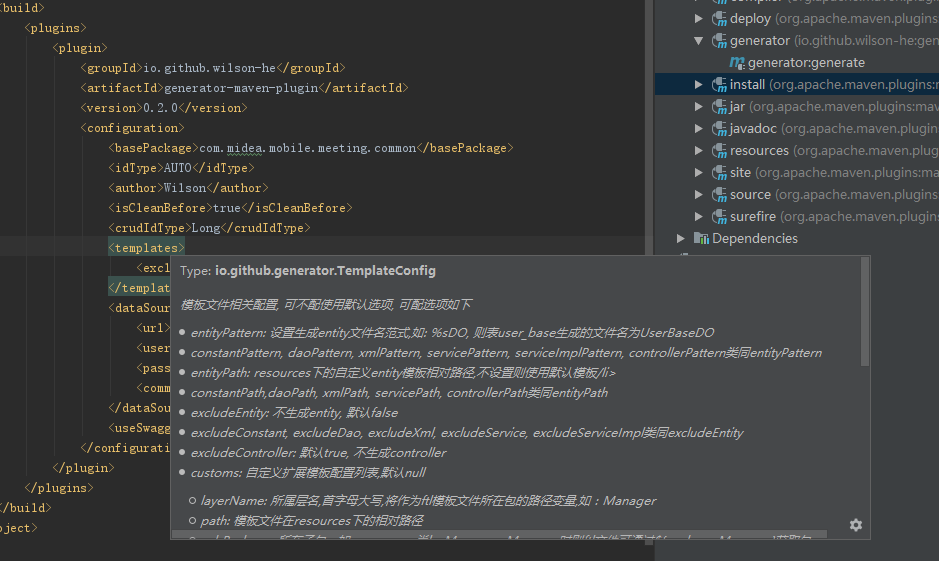 <build>
<plugins>
<plugin>
<groupId>io.github.wilson-he</groupId>
<artifactId>generator-maven-plugin</artifactId>
<version>0.2.0</version>
<configuration>
<basePackage>com.midea.mobile.meeting.common</basePackage>
<idType>AUTO</idType>
<author>Wilson</author>
<isCleanBefore>true</isCleanBefore>
<crudIdType>Long</crudIdType>
<templates>
<excl
</templat
<dataSour
<url>
<user
<pass
<comm
</dataSou
<useSwagg
</configurati
</plugin>
</plugins>
</build>
oject>
Type: io.github.generator.TemplateConfig
模板文件相关配置, 可不配使用默认选项, 可配选项如下
entityPattern: 设置生成entity文件名范式,如: %sDO, 则表user_base生成的文件名为UserBaseDO
constantPattern, daoPattern, xmlPattern, servicePattern, serviceImplPattern, controllerPattern类同entityPattern
entityPath: resources下的自定义entity模板相对路径,不设置则使用默认模板/li>
constantPath,daoPath, xmlPath, servicePath, controllerPath类同entityPath
excludeEntity: 不生成entity, 默认false
excludeConstant, excludeDao, excludeXml, excludeService, excludeServiceImpl类同excludeEntity
excludeController: 默认true, 不生成controller
customs: 自定义扩展模板配置列表,默认null
layerName: 所属层名,首字母大写,将作为ftl模板文件所在包的路径变量,如：Manager
path: 模板文件在resources下的相对路径
deploy (org.apache.maven.plugins
generator (io.github.wilson-he:gen
generator:generate
install (org.apache.maven.plugins:m
jar (org.apache.maven.plugins:mav
javadoc (org.apache.maven.plugin
resources (org.apache.maven.plug
site (org.apache.maven.plugins:ma
source (org.apache.maven.plugins
surefire (org.apache.maven.plugins
Dependencies